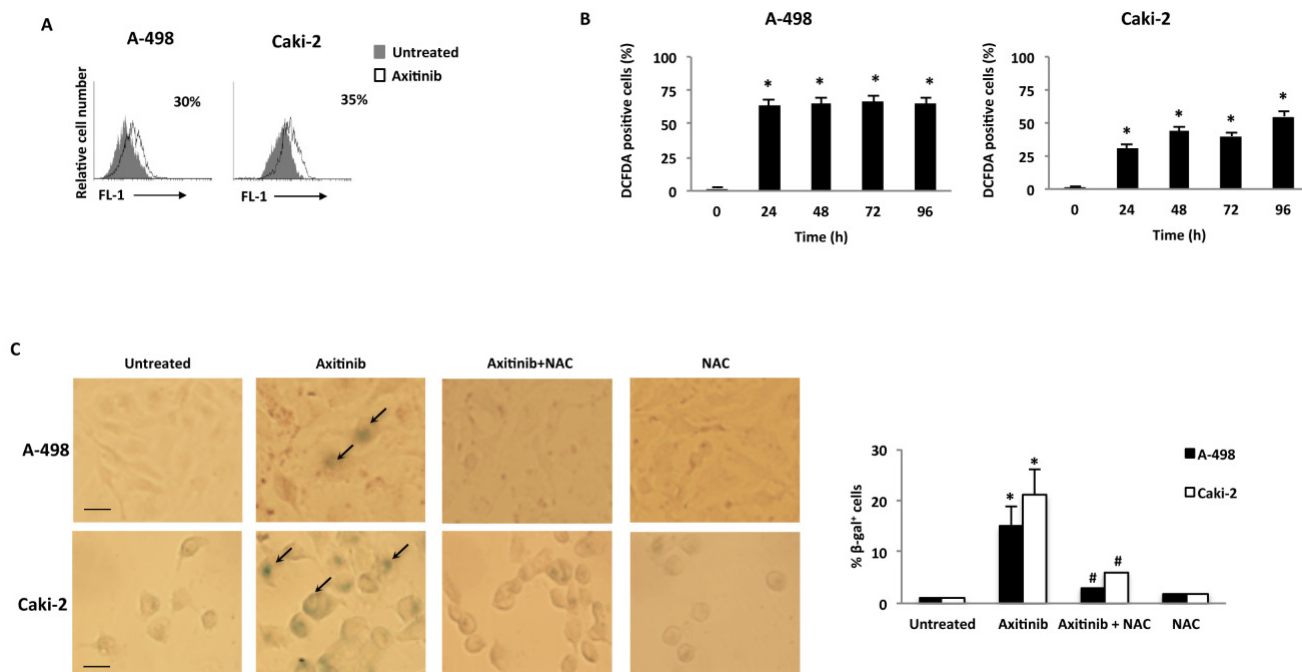 A
A-498
Caki-2
Untreated
Axitinib
Relative cell number
30%
35%
FL-1
FL-1
B
A-498
DCFDA positive cells (%)
100
75
50
25
0
*
*
*
*
0 24 48 72 96
Time (h)
Caki-2
DCFDA positive cells (%)
100
75
50
25
0
*
*
*
*
0 24 48 72 96
Time (h)
C
Untreated Axitinib Axitinib+NAC NAC
A-498
Caki-2
% β-gal⁺ cells
30
20
10
0
*
*
#
#
A-498
Caki-2
Untreated Axitinib Axitinib + NAC NAC